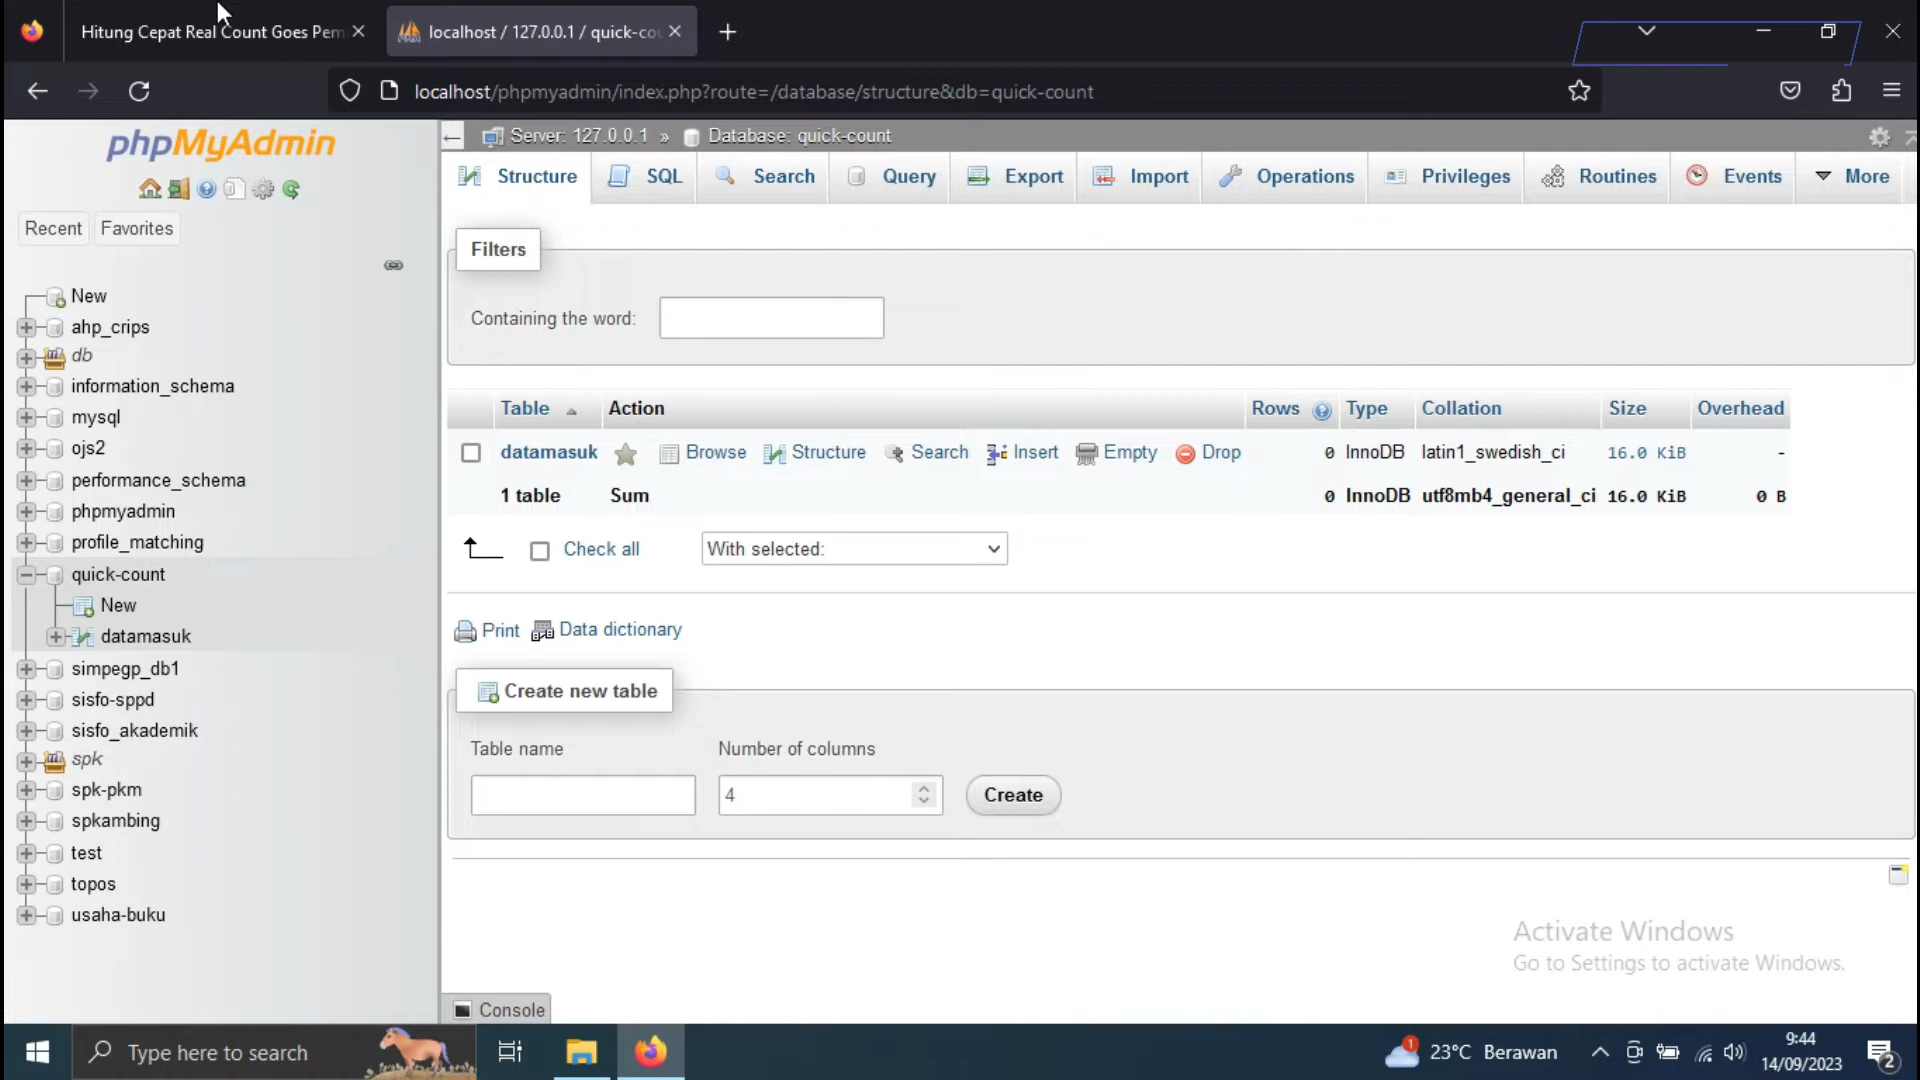 Hitung Cepat Real Count Goes Pem
localhost / 127.0.0.1 / quick-cou
localhost/phpmyadmin/index.php?route=/database/structure&db=quick-count
phpMyAdmin
Recent
Favorites
New
ahp_crips
db
information_schema
mysql
ojs2
performance_schema
phpmyadmin
profile_matching
quick-count
New
datamasuk
simpegp_db1
sisfo-sppd
sisfo_akademik
spk
spk-pkm
spkambing
test
topos
usaha-buku
Server: 127.0.0.1 » Database: quick-count
Structure SQL Search Query Export Import Operations Privileges Routines Events More
Filters
Containing the word:
Table Action Rows Type Collation Size Overhead
datamasuk Browse Structure Search Insert Empty Drop 0 InnoDB latin1_swedish_ci 16.0 KiB -
1 table Sum 0 InnoDB utf8mb4_general_ci 16.0 KiB 0 B
Check all With selected:
Print Data dictionary
Create new table
Table name Number of columns
4 Create
Activate Windows
Go to Settings to activate Windows.
Console
Type here to search
1
23°C Berawan
9:44
14/09/2023
2